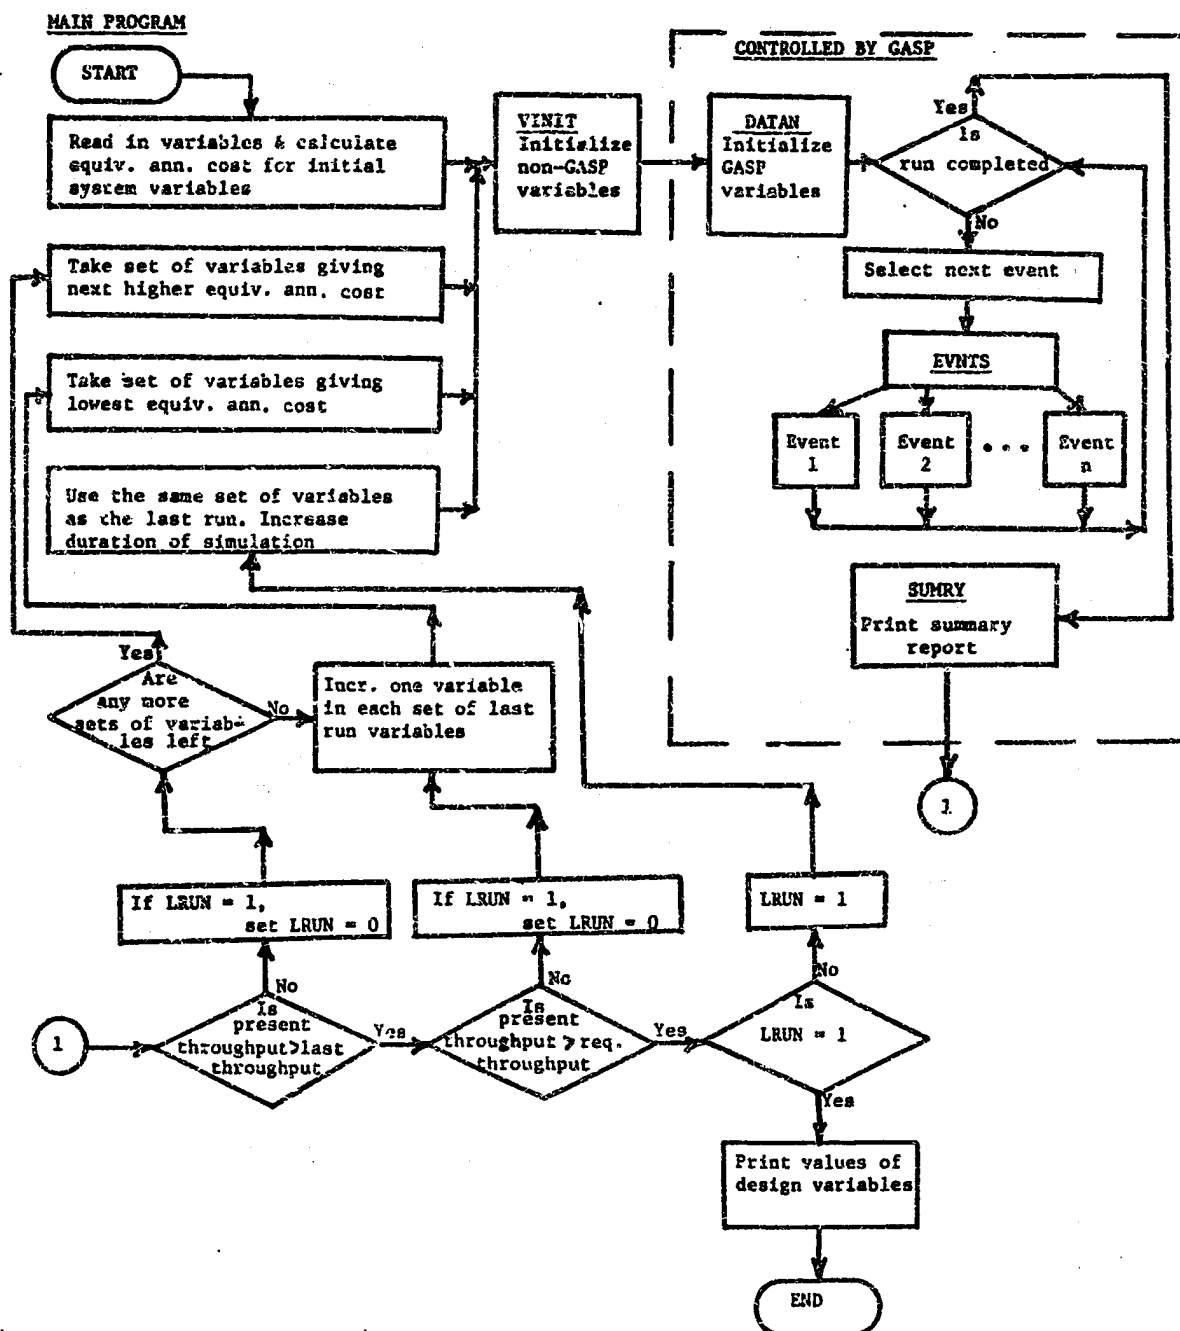 MAIN PROGRAM
START
Read in variables & calculate
equiv. ann. cost for initial
system variables
Take set of variables giving
next higher equiv. ann. cost
Take set of variables giving
lowest equiv. ann. cost
Use the same set of variables
as the last run. Increase
duration of simulation
VINIT
Initialize
non-GASP
variables
CONTROLLED BY GASP
DATAN
Initialize
GASP
variables
Yes
Is
run completed
No
Select next event
EVNTS
Event
1
Event
2
• • •
Event
n
SUMRY
Print summary
report
1
Yes
Are
any more
sets of variab-
les left
No
Incr. one variable
in each set of last
run variables
If LRUN = 1,
set LRUN = 0
If LRUN = 1,
set LRUN = 0
LRUN = 1
1
No
Is
present
throughput>last
throughput
Yes
No
Is
present
throughput > req.
throughput
Yes
No
Is
LRUN = 1
Yes
Print values of
design variables
END